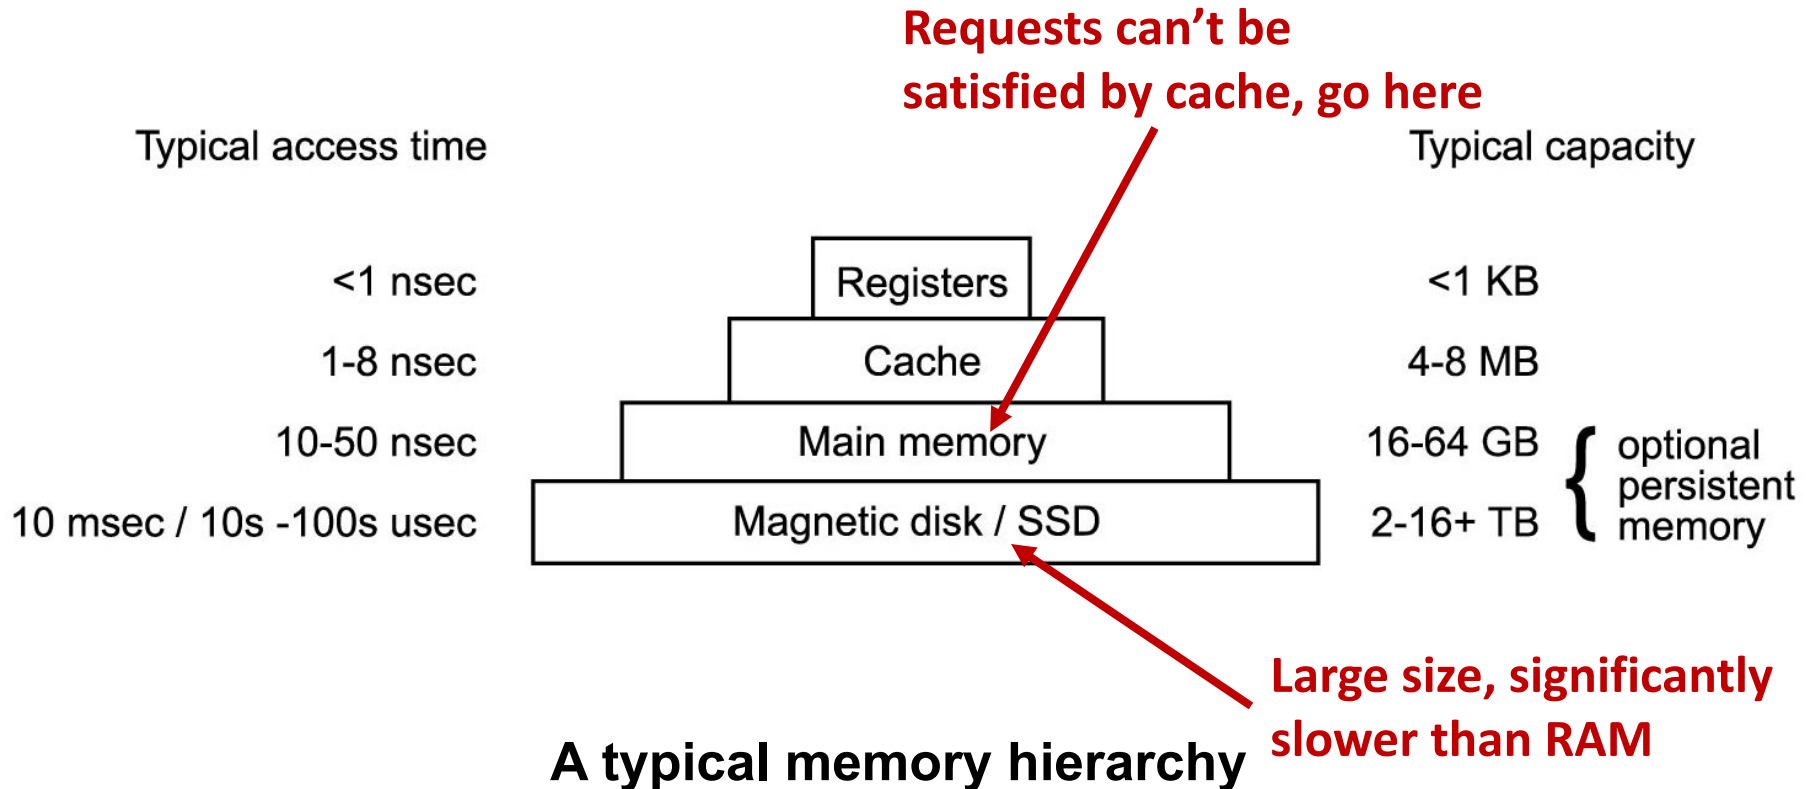 Requests can’t be
satisfied by cache, go here
Typical access time
Typical capacity
<1 nsec
Registers
<1 KB
1-8 nsec
Cache
4-8 MB
10-50 nsec
Main memory
16-64 GB
10 msec / 10s -100s usec
Magnetic disk / SSD
2-16+ TB
optional
persistent
memory
Large size, significantly
slower than RAM
A typical memory hierarchy